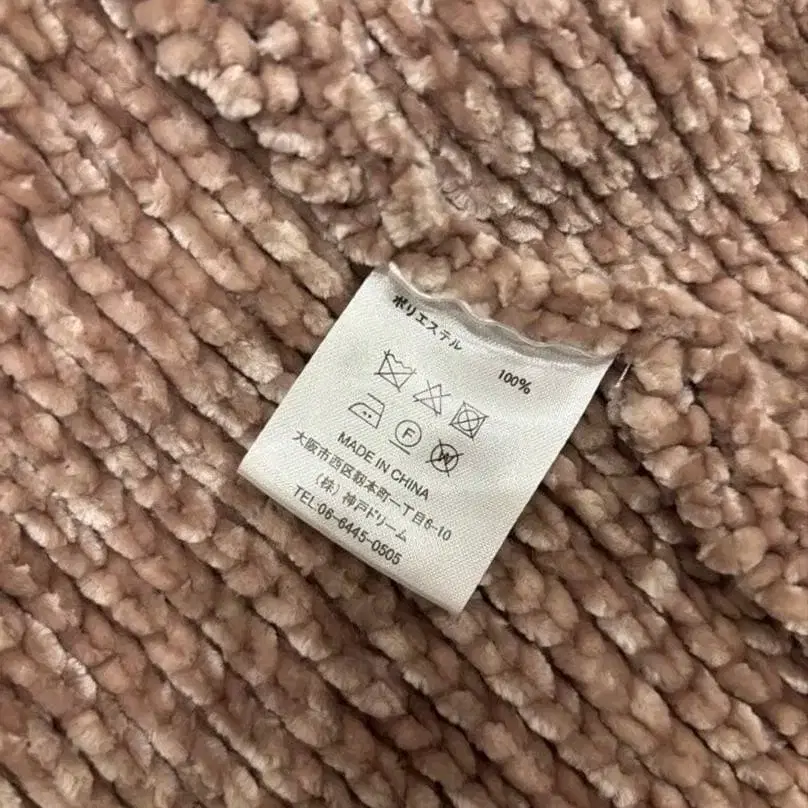 ポリエステル 100%
F W
MADE IN CHINA
大阪市西区靱本町一丁目6-10
(株)神戸ドリーム
TEL:06-6445-0505